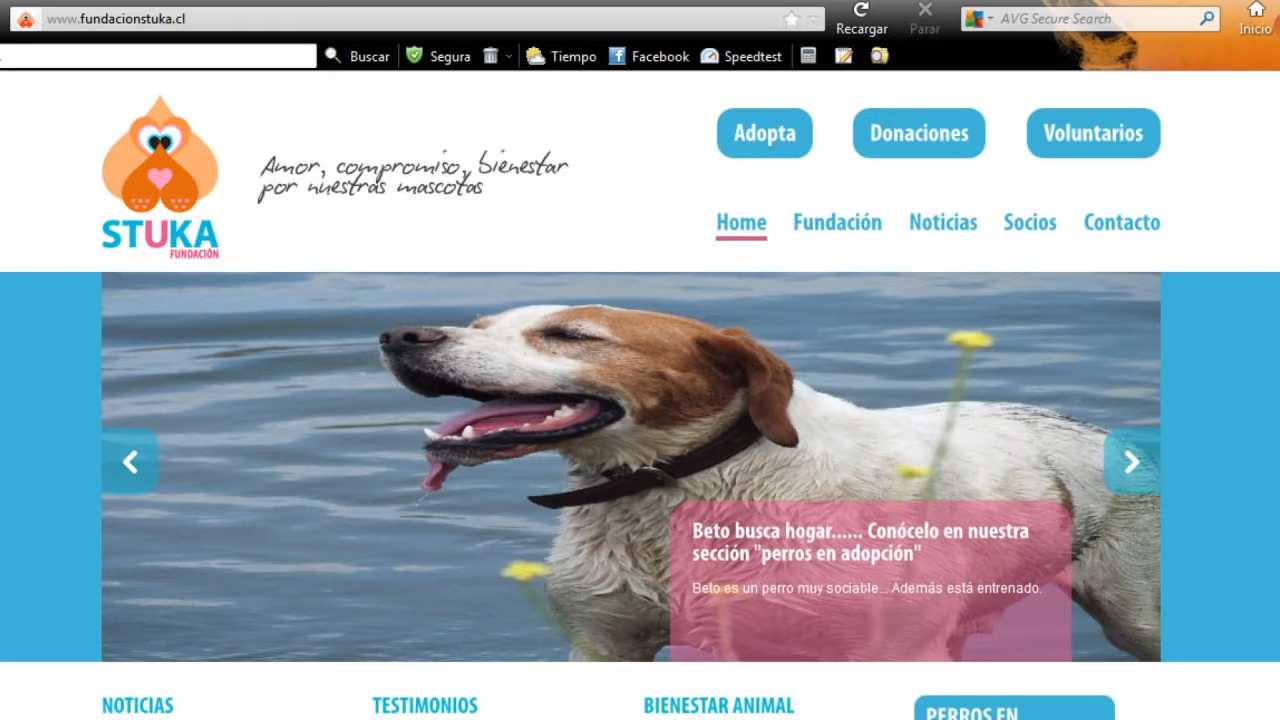 www.fundacionstuka.cl
Recargar
Parar
AVG Secure Search
Inicio
Buscar
Segura
Tiempo
Facebook
Speedtest
STUKA
FUNDACIÓN
Amor, compromiso, bienestar
por nuestras mascotas
Adopta
Donaciones
Voluntarios
Home
Fundación
Noticias
Socios
Contacto
Beto busca hogar...... Conócelo en nuestra
sección "perros en adopción"
Beto es un perro muy sociable... Además está entrenado.
NOTICIAS
TESTIMONIOS
BIENESTAR ANIMAL
PERROS EN